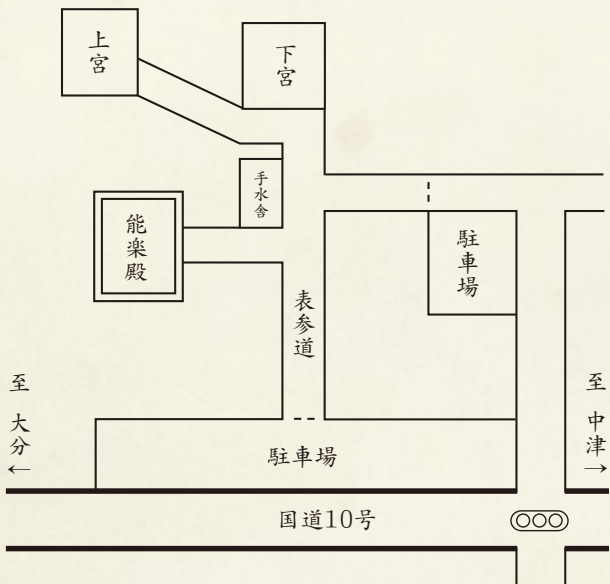 上宮
下宮
手水舎
能楽殿
駐車場
表参道
至 大分
←
至 中津
→
駐車場
国道10号